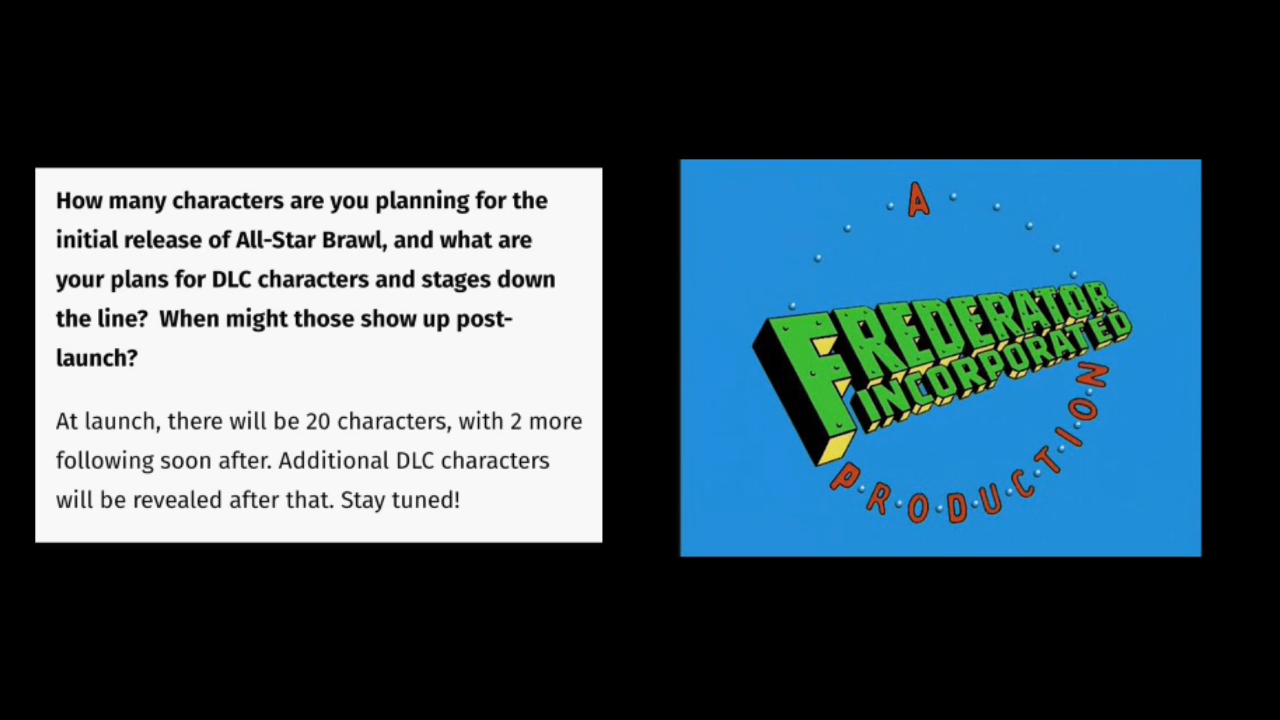 How many characters are you planning for the
initial release of All-Star Brawl, and what are
your plans for DLC characters and stages down
the line?  When might those show up post-
launch?
At launch, there will be 20 characters, with 2 more
following soon after. Additional DLC characters
will be revealed after that. Stay tuned!
A
FREDERATOR
INCORPORATED
PRODUCTION